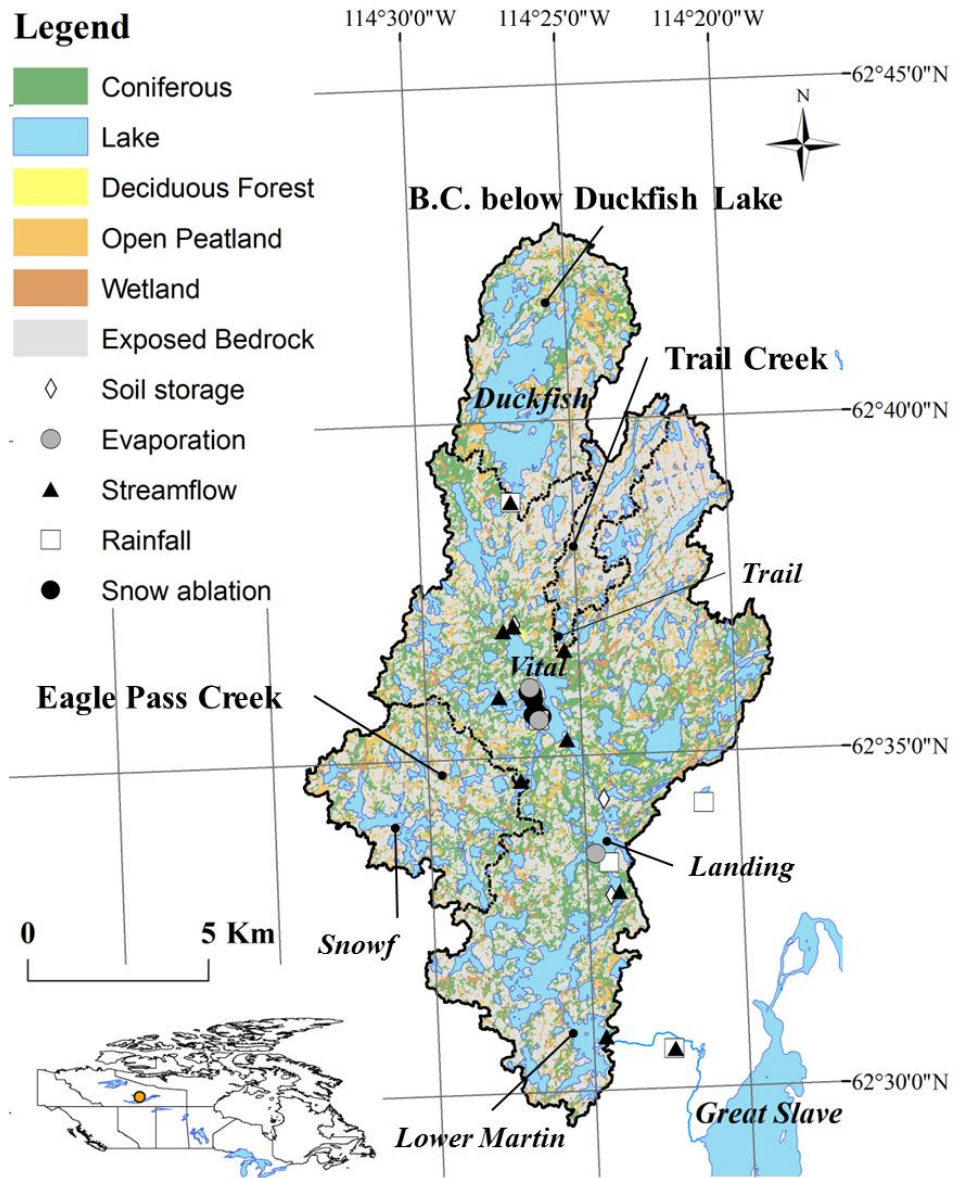 Legend
Coniferous
Lake
Deciduous Forest
Open Peatland
Wetland
Exposed Bedrock
Soil storage
Evaporation
Streamflow
Rainfall
Snow ablation
114°30'0"W
114°25'0"W
114°20'0"W
62°45'0"N
N
B.C. below Duckfish Lake
Trail Creek
Duckfish
62°40'0"N
Trail
Vital
Eagle Pass Creek
62°35'0"N
Landing
Snowf
0
5 Km
62°30'0"N
Great Slave
Lower Martin